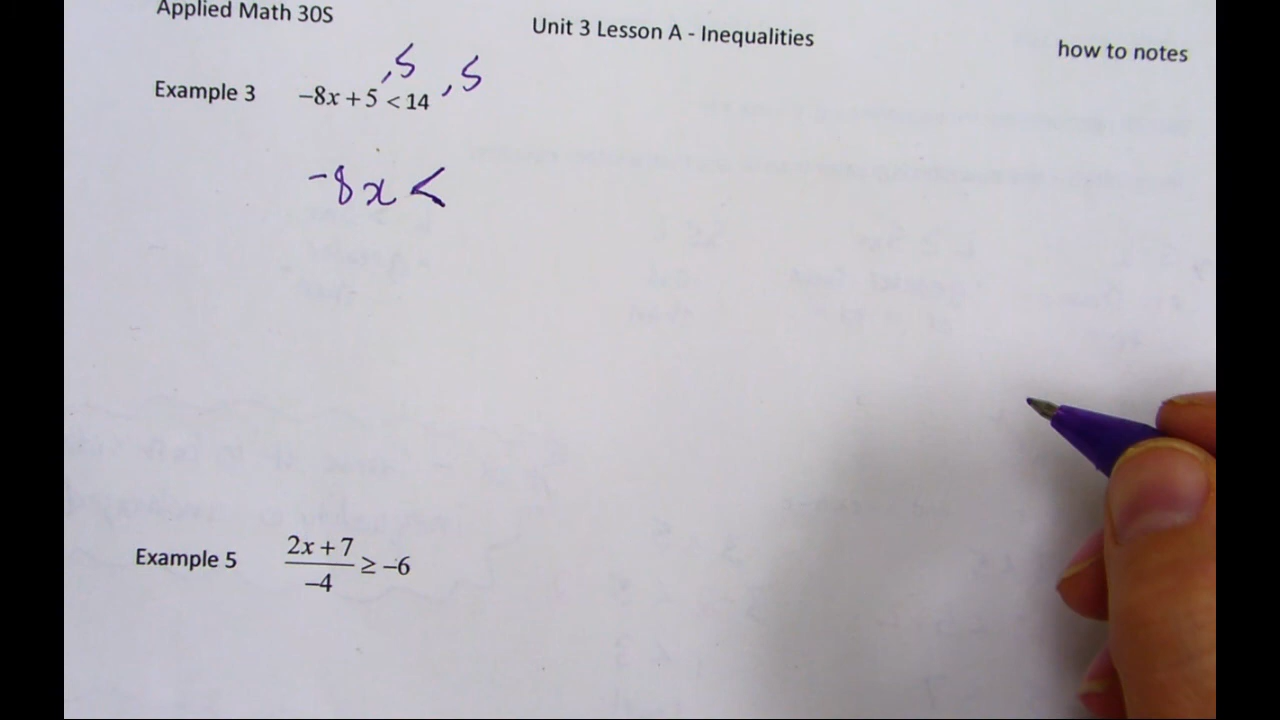 Applied Math 30S
Unit 3 Lesson A - Inequalities
how to notes
,5 ,5
Example 3 −8x + 5 < 14
-8x <
Example 5 (2x + 7)/−4 ≥ −6